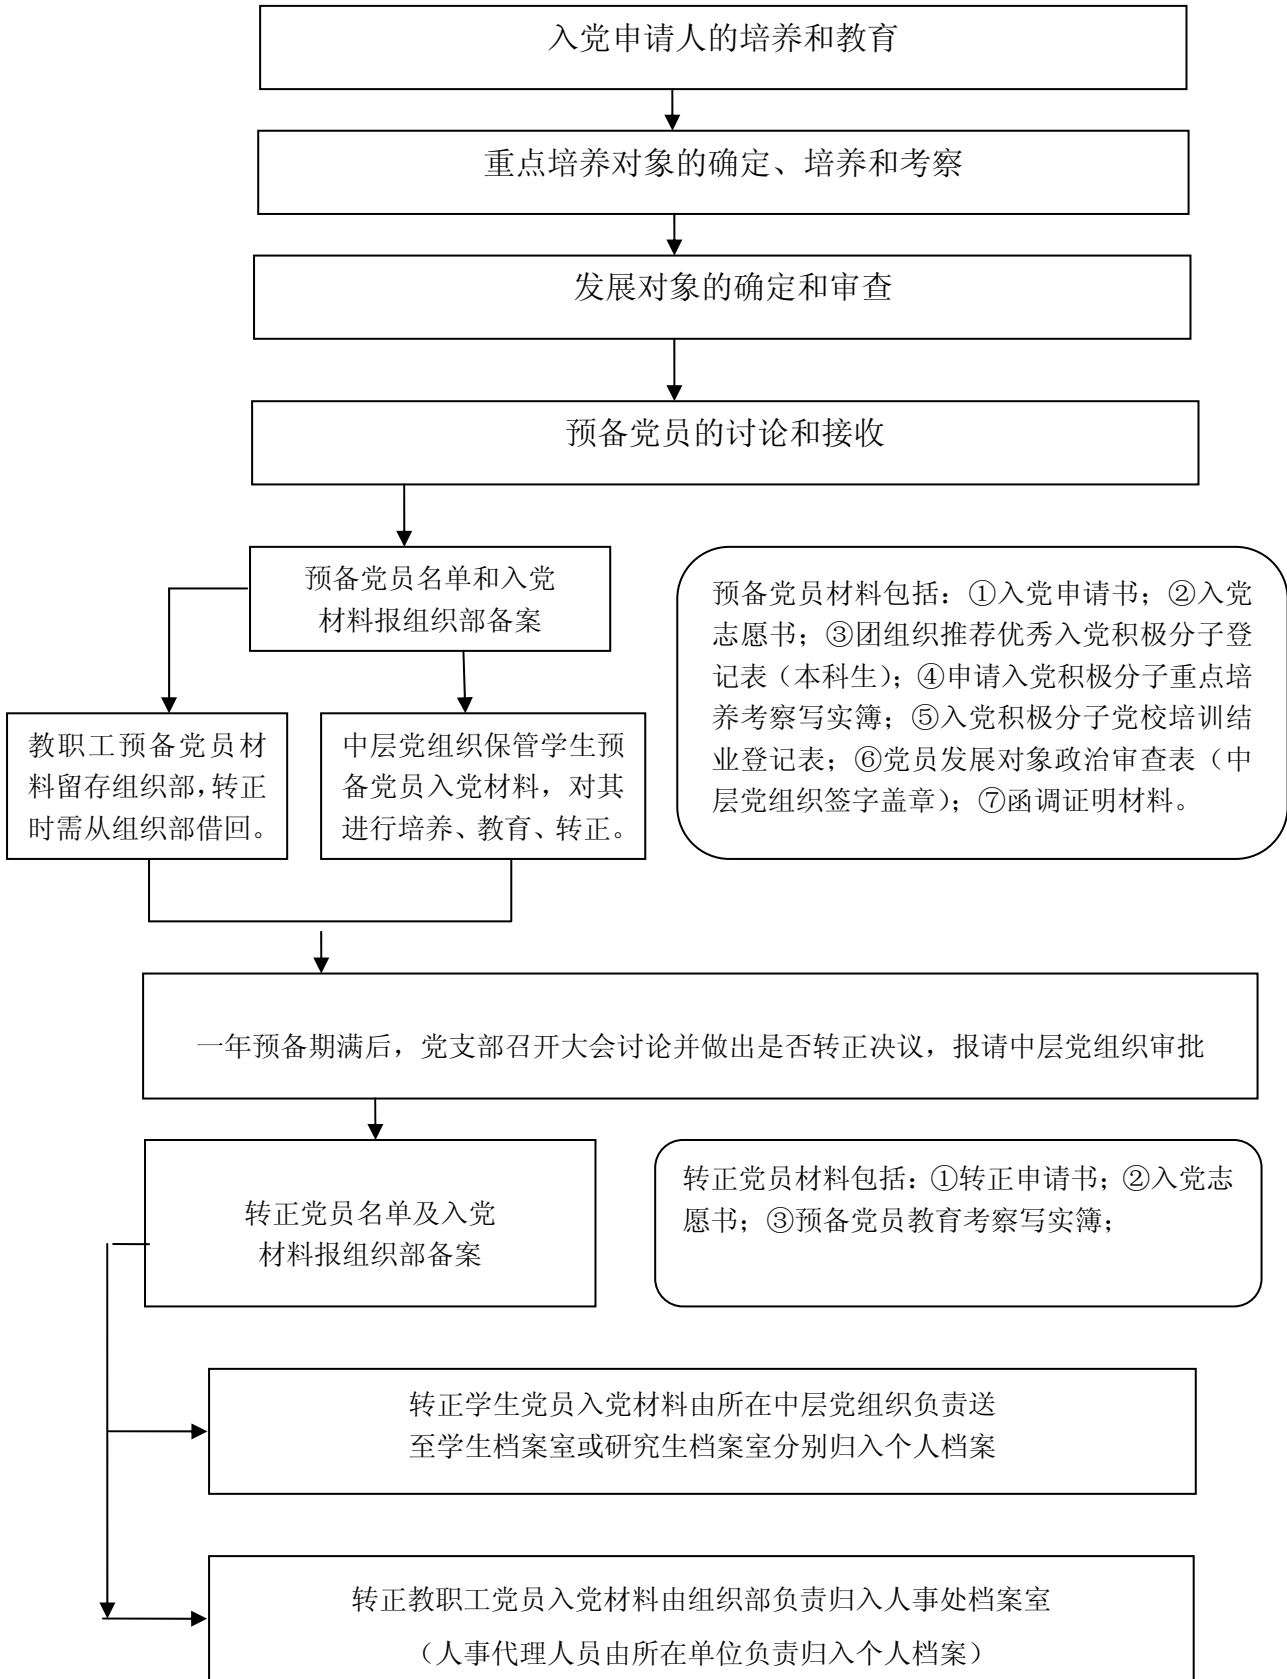 入党申请人的培养和教育
重点培养对象的确定、培养和考察
发展对象的确定和审查
预备党员的讨论和接收
预备党员名单和入党
材料报组织部备案
预备党员材料包括：①入党申请书；②入党
志愿书；③团组织推荐优秀入党积极分子登
记表（本科生）；④申请入党积极分子重点培
养考察写实簿；⑤入党积极分子党校培训结
业登记表；⑥党员发展对象政治审查表（中
层党组织签字盖章）；⑦函调证明材料。
教职工预备党员材
料留存组织部，转正
时需从组织部借回。
中层党组织保管学生预
备党员入党材料，对其
进行培养、教育、转正。
一年预备期满后，党支部召开大会讨论并做出是否转正决议，报请中层党组织审批
转正党员名单及入党
材料报组织部备案
转正党员材料包括：①转正申请书；②入党志
愿书；③预备党员教育考察写实簿；
转正学生党员入党材料由所在中层党组织负责送
至学生档案室或研究生档案室分别归入个人档案
转正教职工党员入党材料由组织部负责归入人事处档案室
（人事代理人员由所在单位负责归入个人档案）